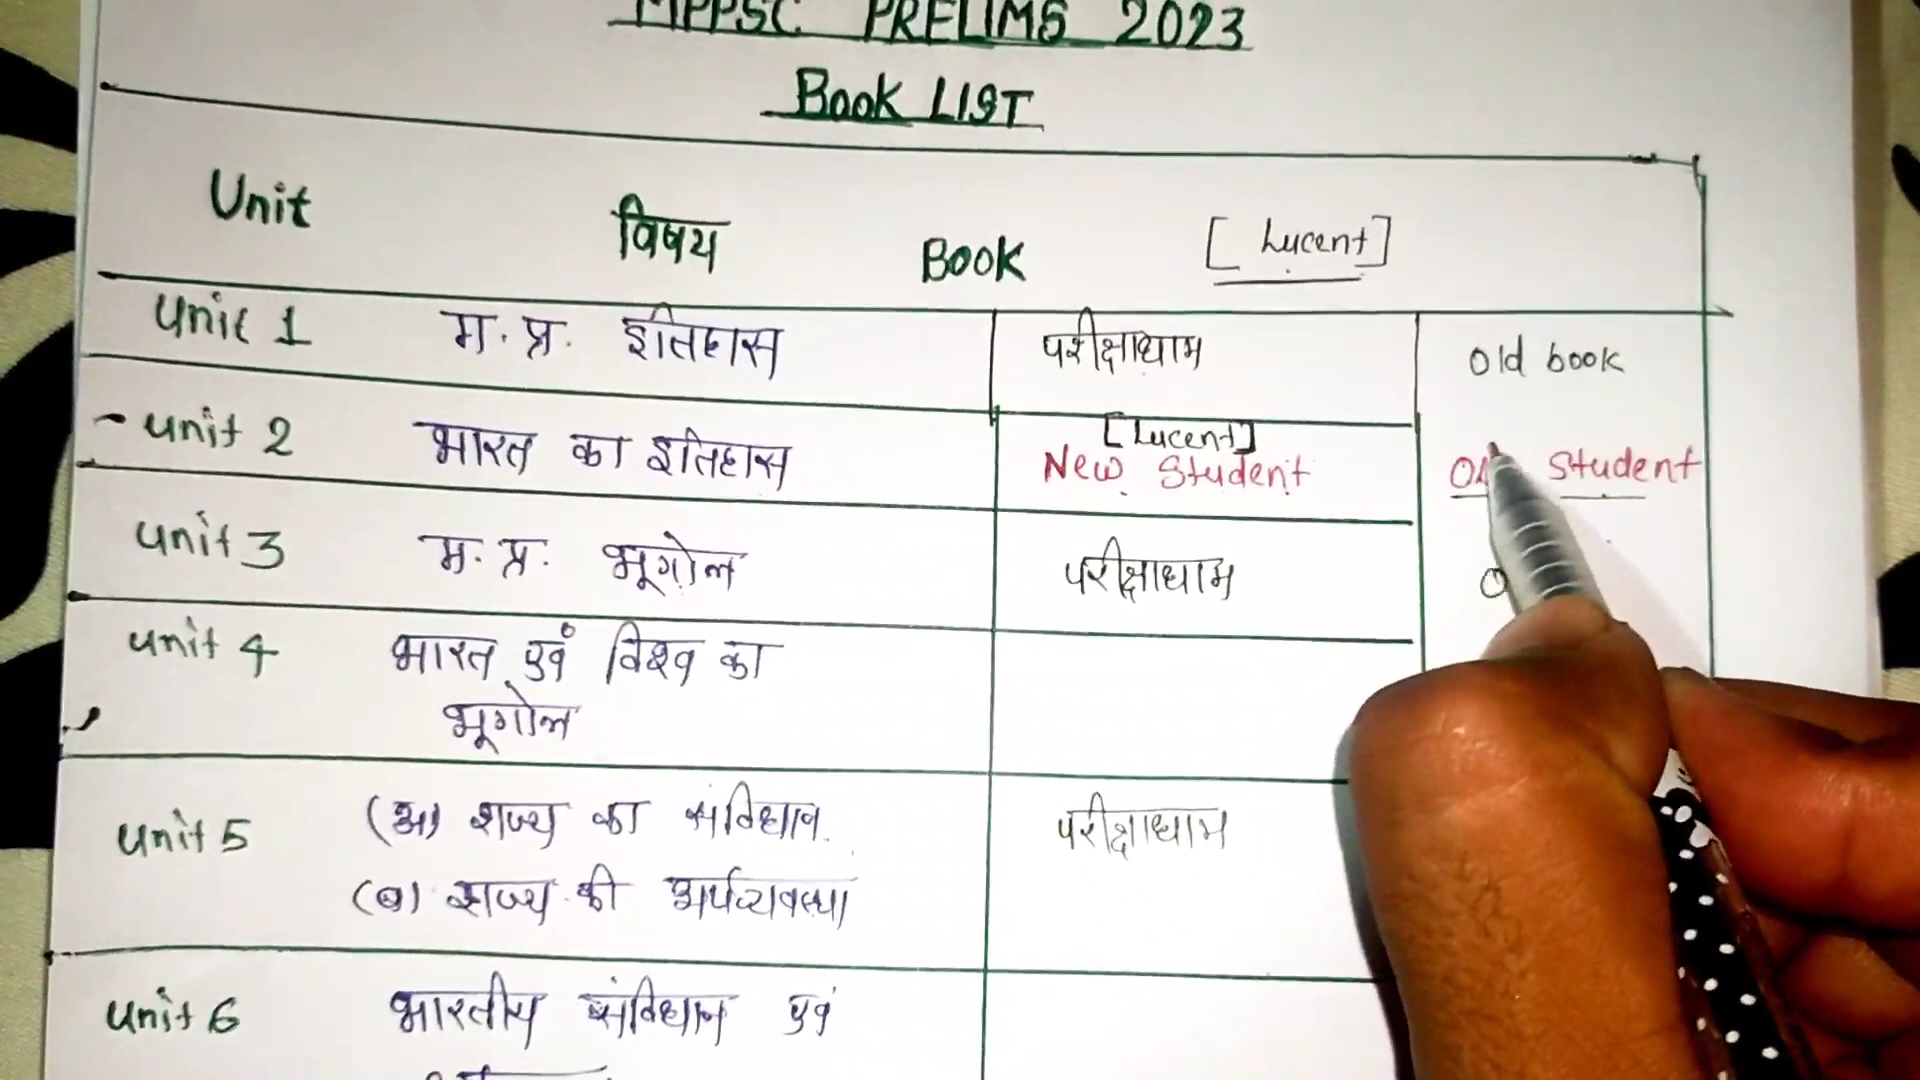 MPPSC PRELIMS 2023
Book LIST
Unit विषय Book [ Lucent ]
Unit 1 म. प्र. इतिहास परीक्षाधाम old book
unit 2 भारत का इतिहास [Lucent] New Student Student
unit 3 म. प्र. भूगोल परीक्षाधाम
unit 4 भारत एवं विश्व का
भूगोल
unit 5 (अ) राज्य का संविधान परीक्षाधाम
(ब) राज्य की अर्थव्यवस्था
unit 6 भारतीय संविधान एवं